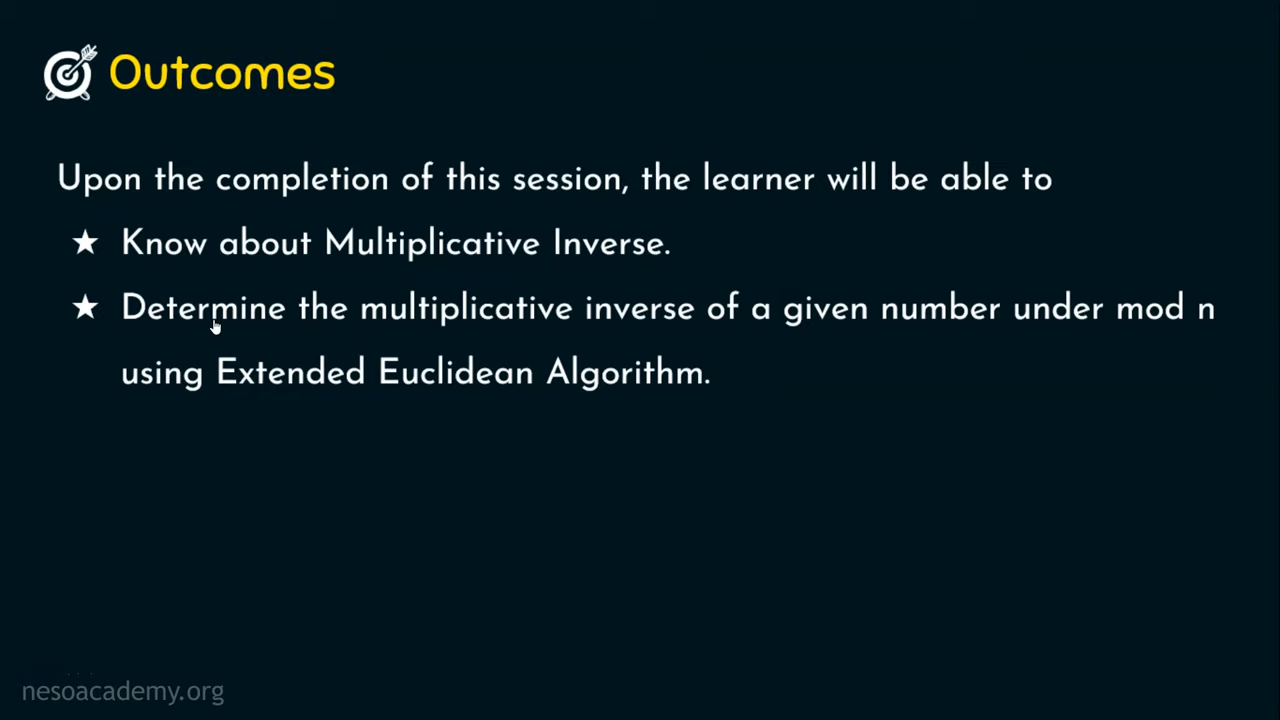 Outcomes
Upon the completion of this session, the learner will be able to
★ Know about Multiplicative Inverse.
★ Determine the multiplicative inverse of a given number under mod n
using Extended Euclidean Algorithm.
nesoacademy.org